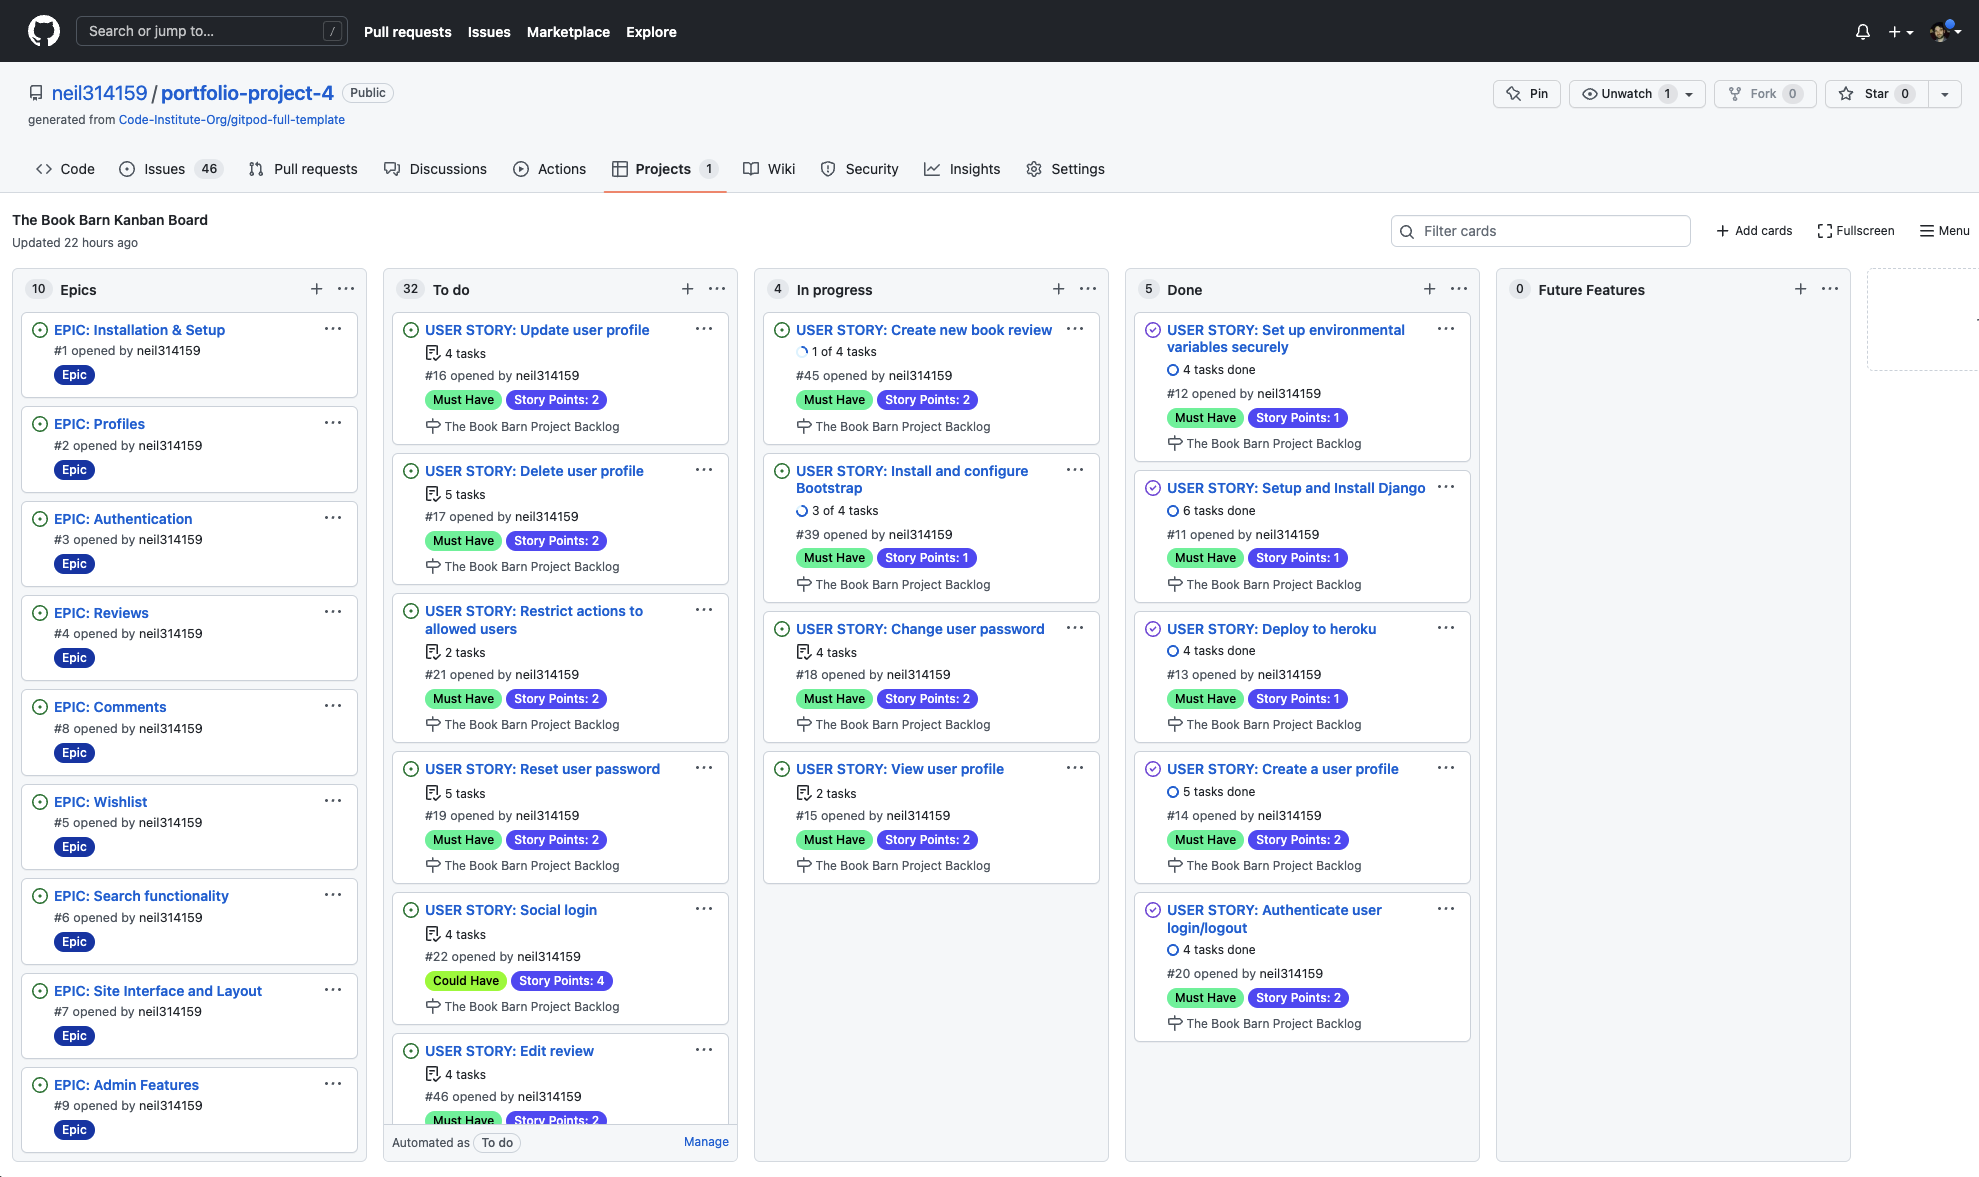 Search or jump to...
/
Pull requests
Issues
Marketplace
Explore
neil314159 / portfolio-project-4
Public
generated from Code-Institute-Org/gitpod-full-template
Pin
Unwatch 1
Fork 0
Star 0
Code
Issues 46
Pull requests
Discussions
Actions
Projects 1
Wiki
Security
Insights
Settings
The Book Barn Kanban Board
Updated 22 hours ago
Filter cards
Add cards
Fullscreen
Menu
10 Epics
EPIC: Installation & Setup
#1 opened by neil314159
Epic
EPIC: Profiles
#2 opened by neil314159
Epic
EPIC: Authentication
#3 opened by neil314159
Epic
EPIC: Reviews
#4 opened by neil314159
Epic
EPIC: Comments
#8 opened by neil314159
Epic
EPIC: Wishlist
#5 opened by neil314159
Epic
EPIC: Search functionality
#6 opened by neil314159
Epic
EPIC: Site Interface and Layout
#7 opened by neil314159
Epic
EPIC: Admin Features
#9 opened by neil314159
Epic
32 To do
USER STORY: Update user profile
4 tasks
#16 opened by neil314159
Must Have Story Points: 2
The Book Barn Project Backlog
USER STORY: Delete user profile
5 tasks
#17 opened by neil314159
Must Have Story Points: 2
The Book Barn Project Backlog
USER STORY: Restrict actions to
allowed users
2 tasks
#21 opened by neil314159
Must Have Story Points: 2
The Book Barn Project Backlog
USER STORY: Reset user password
5 tasks
#19 opened by neil314159
Must Have Story Points: 2
The Book Barn Project Backlog
USER STORY: Social login
4 tasks
#22 opened by neil314159
Could Have Story Points: 4
The Book Barn Project Backlog
USER STORY: Edit review
4 tasks
#46 opened by neil314159
Must Have Story Points: 2
Automated as To do
Manage
4 In progress
USER STORY: Create new book review
1 of 4 tasks
#45 opened by neil314159
Must Have Story Points: 2
The Book Barn Project Backlog
USER STORY: Install and configure
Bootstrap
3 of 4 tasks
#39 opened by neil314159
Must Have Story Points: 1
The Book Barn Project Backlog
USER STORY: Change user password
4 tasks
#18 opened by neil314159
Must Have Story Points: 2
The Book Barn Project Backlog
USER STORY: View user profile
2 tasks
#15 opened by neil314159
Must Have Story Points: 2
The Book Barn Project Backlog
5 Done
USER STORY: Set up environmental
variables securely
4 tasks done
#12 opened by neil314159
Must Have Story Points: 1
The Book Barn Project Backlog
USER STORY: Setup and Install Django
6 tasks done
#11 opened by neil314159
Must Have Story Points: 1
The Book Barn Project Backlog
USER STORY: Deploy to heroku
4 tasks done
#13 opened by neil314159
Must Have Story Points: 1
The Book Barn Project Backlog
USER STORY: Create a user profile
5 tasks done
#14 opened by neil314159
Must Have Story Points: 2
The Book Barn Project Backlog
USER STORY: Authenticate user
login/logout
4 tasks done
#20 opened by neil314159
Must Have Story Points: 2
The Book Barn Project Backlog
0 Future Features